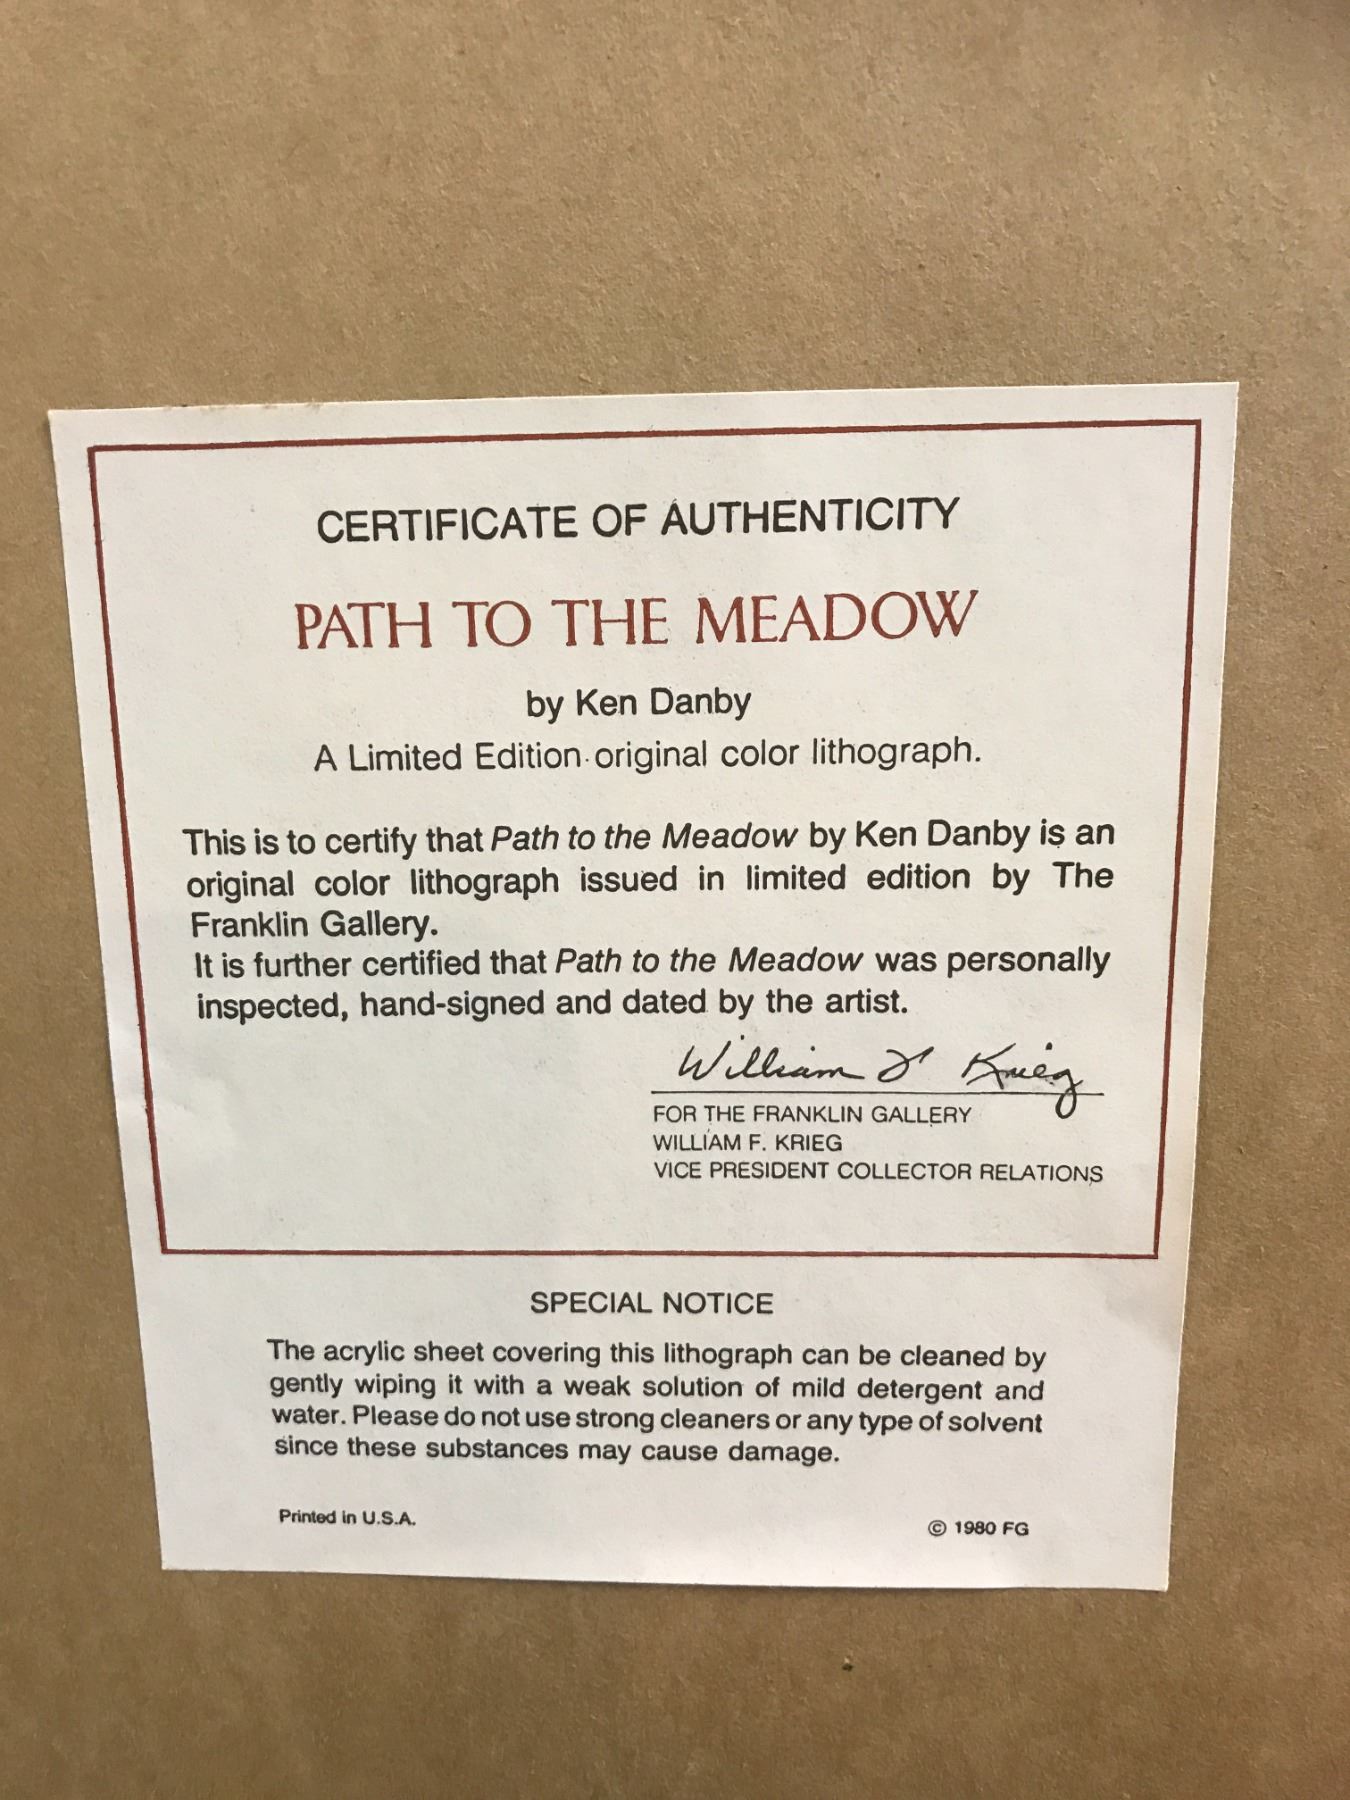 CERTIFICATE OF AUTHENTICITY
PATH TO THE MEADOW
by Ken Danby
A Limited Edition original color lithograph.
This is to certify that Path to the Meadow by Ken Danby is an
original color lithograph issued in limited edition by The
Franklin Gallery.
It is further certified that Path to the Meadow was personally
inspected, hand-signed and dated by the artist.
William F Krieg
FOR THE FRANKLIN GALLERY
WILLIAM F. KRIEG
VICE PRESIDENT COLLECTOR RELATIONS
SPECIAL NOTICE
The acrylic sheet covering this lithograph can be cleaned by
gently wiping it with a weak solution of mild detergent and
water. Please do not use strong cleaners or any type of solvent
since these substances may cause damage.
Printed in U.S.A.
© 1980 FG